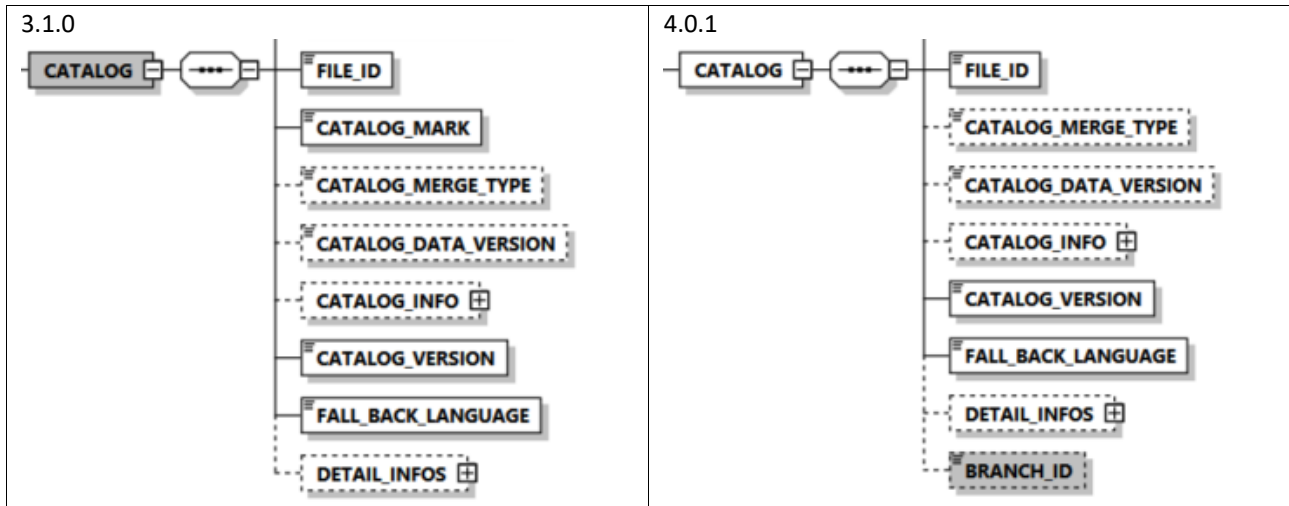 3.1.0
CATALOG
FILE_ID
CATALOG_MARK
CATALOG_MERGE_TYPE
CATALOG_DATA_VERSION
CATALOG_INFO
CATALOG_VERSION
FALL_BACK_LANGUAGE
DETAIL_INFOS
4.0.1
CATALOG
FILE_ID
CATALOG_MERGE_TYPE
CATALOG_DATA_VERSION
CATALOG_INFO
CATALOG_VERSION
FALL_BACK_LANGUAGE
DETAIL_INFOS
BRANCH_ID